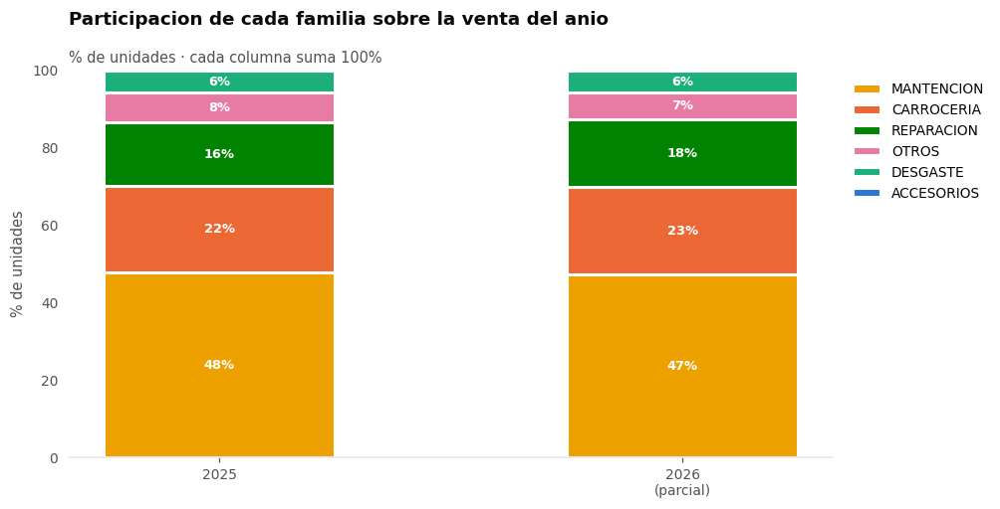 Participacion de cada familia sobre la venta del anio
% de unidades · cada columna suma 100%
100
80
60
40
20
0
% de unidades
6%
8%
16%
22%
48%
6%
7%
18%
23%
47%
2025
2026
(parcial)
MANTENCION
CARROCERIA
REPARACION
OTROS
DESGASTE
ACCESORIOS